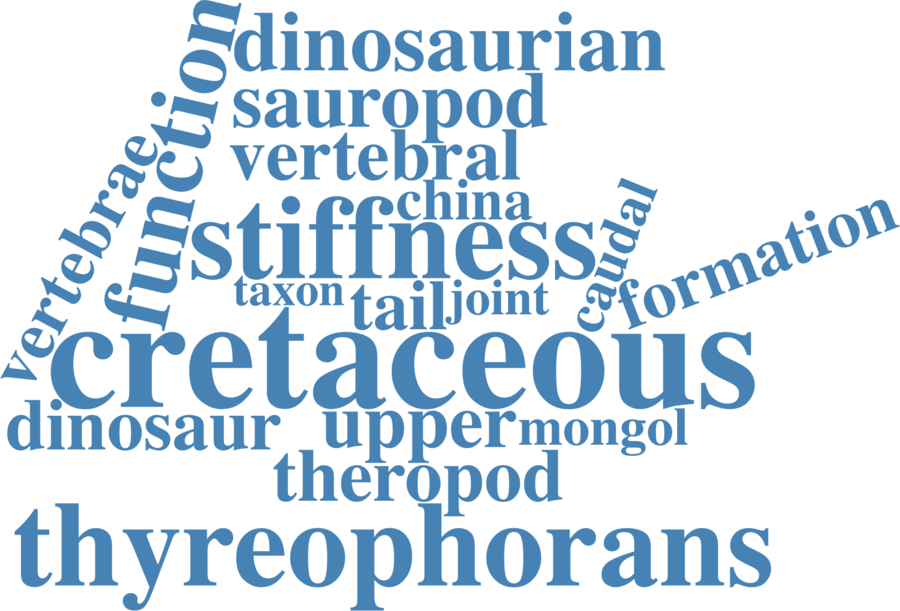 dinosaurian
function
sauropod
vertebral
vertebrae
china
stiffness
caudal
formation
taxon
tail
joint
cretaceous
dinosaur
upper
mongol
theropod
thyreophorans